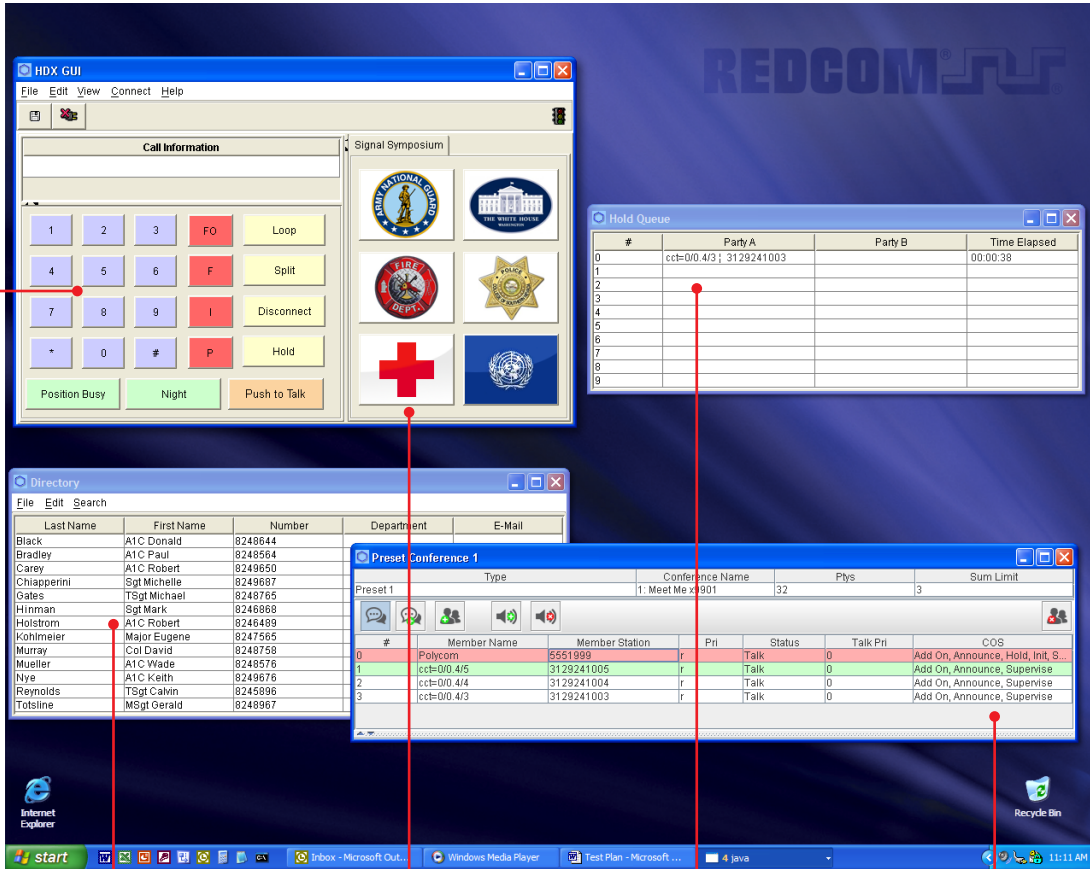 REDCOM®
HDX GUI
File Edit View Connect Help
Call Information
Signal Symposium
1 2 3 FO Loop
4 5 6 F Split
7 8 9 I Disconnect
* 0 # P Hold
Position Busy Night Push to Talk
ARMY NATIONAL GUARD
THE WHITE HOUSE
WASHINGTON
FIRE
DEPT.
POLICE
Hold Queue
# Party A Party B Time Elapsed
0 cct=0/0.4/3 ¦ 3129241003 00:00:38
1
2
3
4
5
6
7
8
9
Directory
File Edit Search
Last Name First Name Number Department E-Mail
Black A1C Donald 8248644
Bradley A1C Paul 8248564
Carey A1C Robert 8249650
Chiapperini Sgt Michelle 8249687
Gates TSgt Michael 8248765
Hinman Sgt Mark 8246868
Holstrom A1C Robert 8246489
Kohlmeier Major Eugene 8247565
Murray Col David 8248758
Mueller A1C Wade 8248576
Nye A1C Keith 8249676
Reynolds TSgt Calvin 8245896
Totsline MSgt Gerald 8248967
Preset Conference 1
Type Conference Name Ptys Sum Limit
Preset 1 1: Meet Me x9901 32 3
# Member Name Member Station Pri Status Talk Pri COS
0 Polycom 5551999 r Talk 0 Add On, Announce, Hold, Init, S...
1 cct=0/0.4/5 3129241005 r Talk 0 Add On, Announce, Supervise
2 cct=0/0.4/4 3129241004 r Talk 0 Add On, Announce, Supervise
3 cct=0/0.4/3 3129241003 r Talk 0 Add On, Announce, Supervise
Internet
Explorer
Recycle Bin
start Inbox - Microsoft Out... Windows Media Player Test Plan - Microsoft ... 4 java 11:11 AM